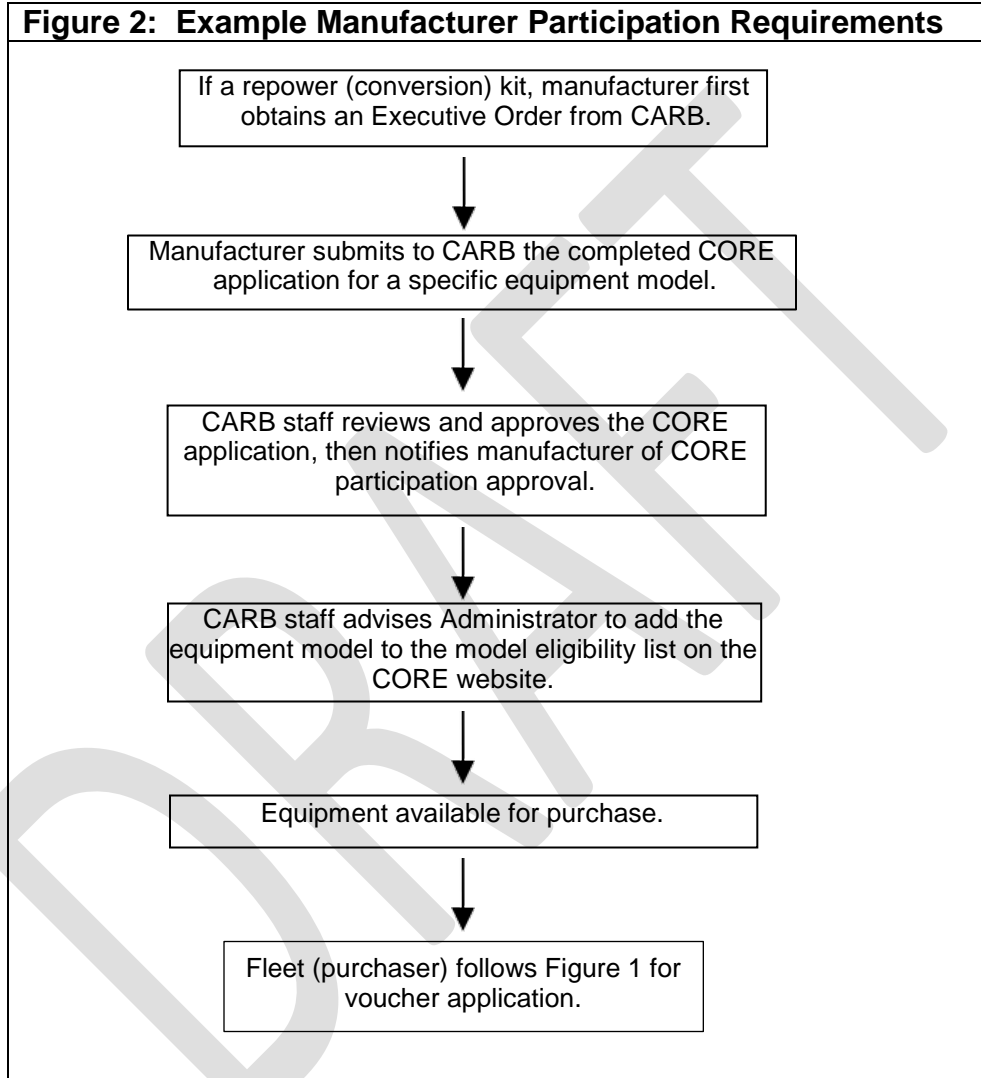 Figure 2:  Example Manufacturer Participation Requirements
If a repower (conversion) kit, manufacturer first
obtains an Executive Order from CARB.
Manufacturer submits to CARB the completed CORE
application for a specific equipment model.
CARB staff reviews and approves the CORE
application, then notifies manufacturer of CORE
participation approval.
CARB staff advises Administrator to add the
equipment model to the model eligibility list on the
CORE website.
Equipment available for purchase.
Fleet (purchaser) follows Figure 1 for
voucher application.
DRAFT